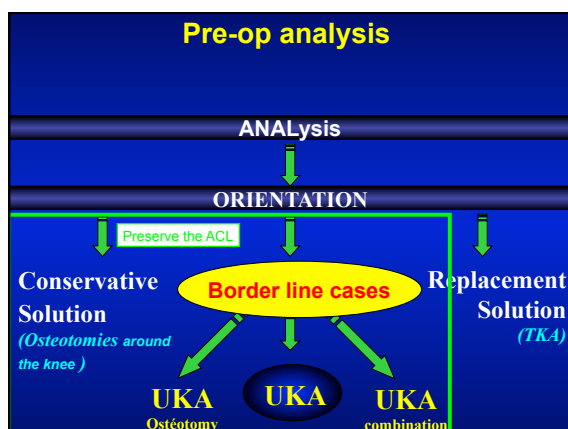 Pre-op analysis
ANALysis
ORIENTATION
Preserve the ACL
Conservative
Solution
(Osteotomies around
the knee )
Border line cases
Replacement
Solution
(TKA)
UKA
Ostéotomy
UKA
UKA
combination